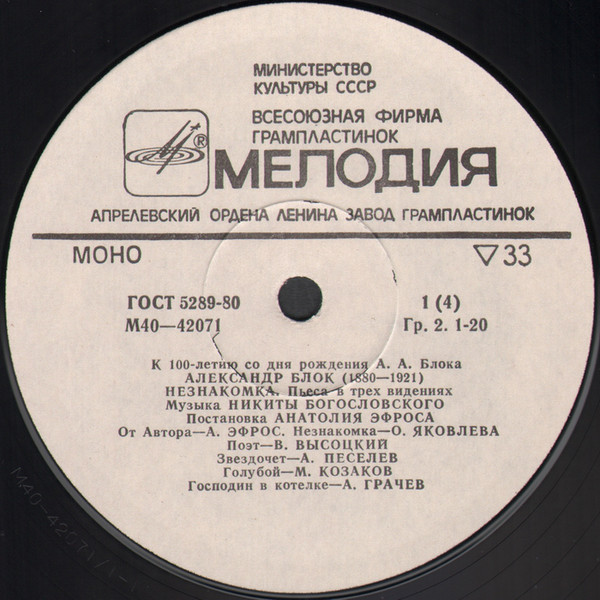 МИНИСТЕРСТВО
КУЛЬТУРЫ СССР
ВСЕСОЮЗНАЯ ФИРМА
ГРАМПЛАСТИНОК
® МЕЛОДИЯ
АПРЕЛЕВСКИЙ ОРДЕНА ЛЕНИНА ЗАВОД ГРАМПЛАСТИНОК
МОНО ▽ 33
ГОСТ 5289-80 1 (4)
М40—42071 Гр. 2. 1-20
К 100-летию со дня рождения А. А. Блока
АЛЕКСАНДР БЛОК (1880—1921)
НЕЗНАКОМКА. Пьеса в трех видениях
Музыка НИКИТЫ БОГОСЛОВСКОГО
Постановка АНАТОЛИЯ ЭФРОСА
От Автора—А. ЭФРОС. Незнакомка—О. ЯКОВЛЕВА
Поэт—В. ВЫСОЦКИЙ
Звездочет—А. ПЕСЕЛЕВ
Голубой—М. КОЗАКОВ
Господин в котелке—А. ГРАЧЕВ